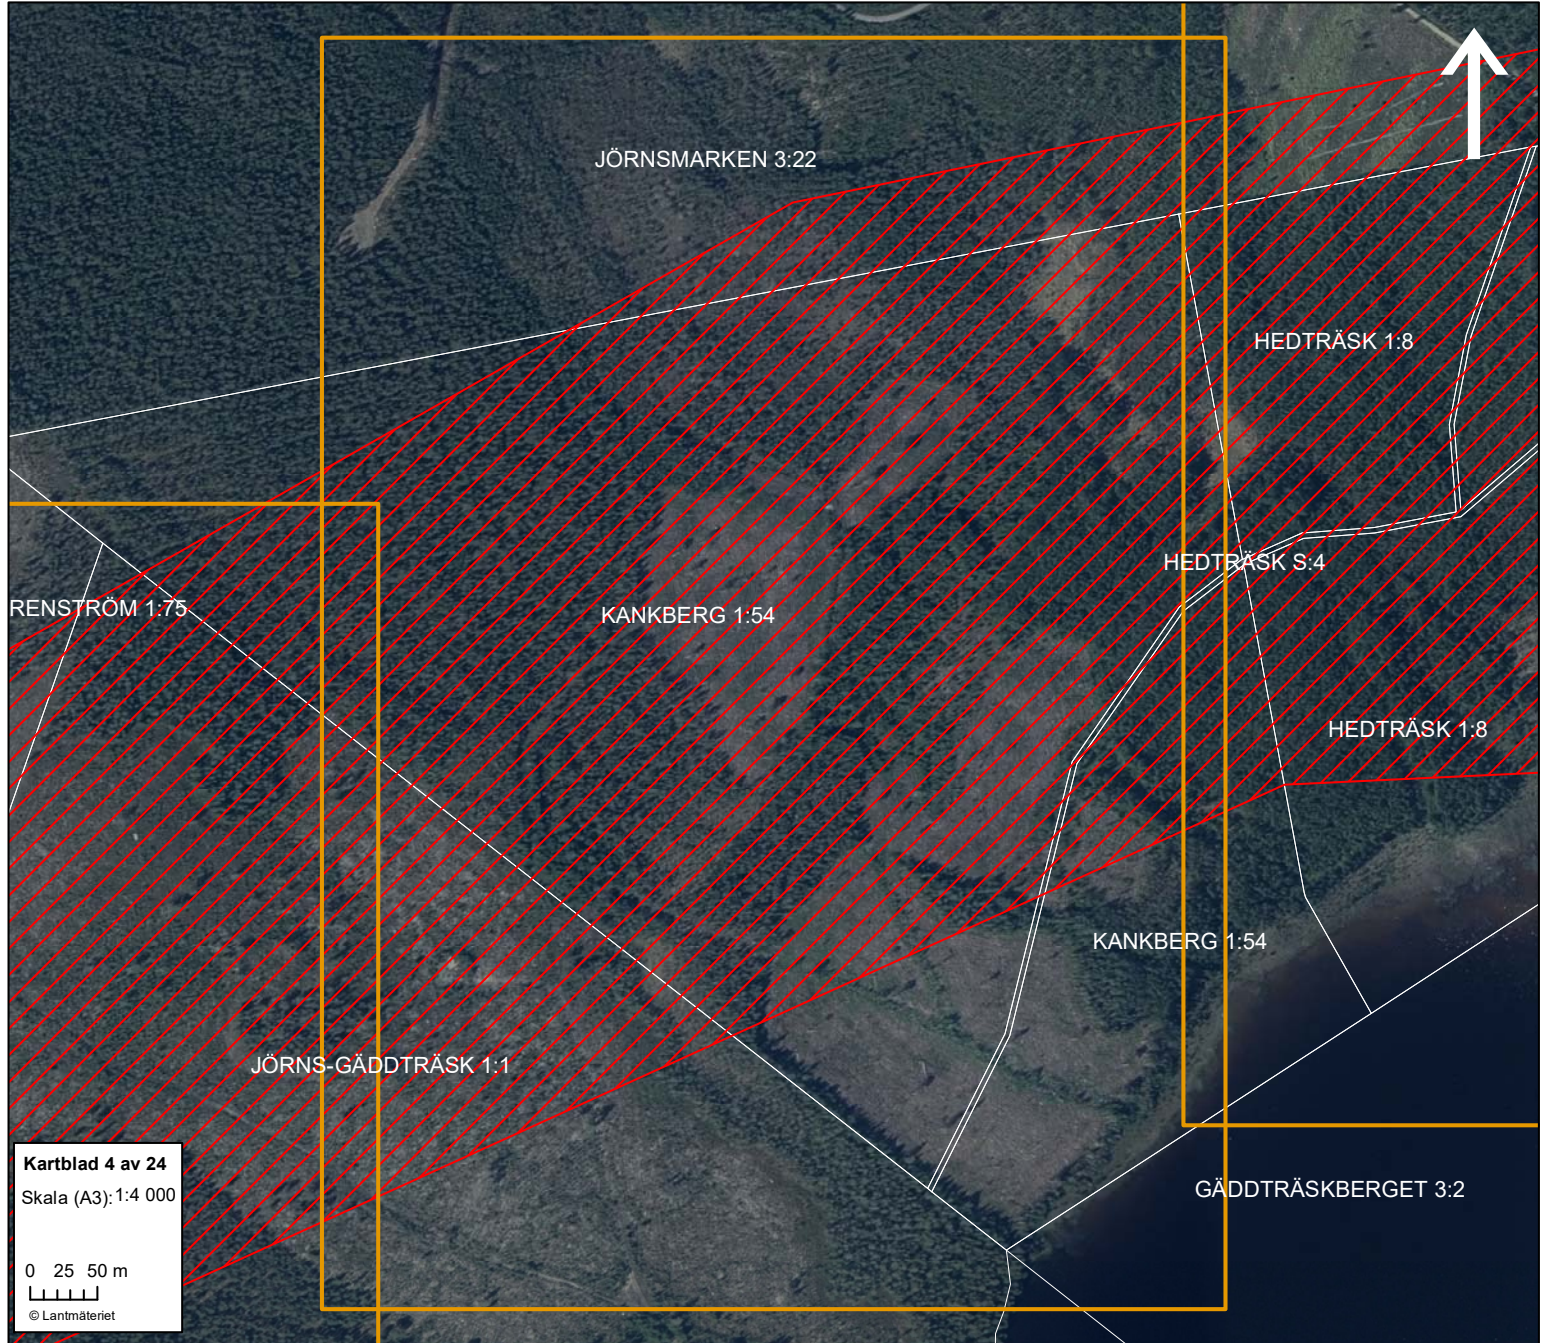 JÖRNSMARKEN 3:22
HEDTRÄSK 1:8
HEDTRÄSK S:4
RENSTRÖM 1:75
KANKBERG 1:54
HEDTRÄSK 1:8
KANKBERG 1:54
JÖRNS-GÄDDTRÄSK 1:1
GÄDDTRÄSKBERGET 3:2
Kartblad 4 av 24
Skala (A3): 1:4 000
0 25 50 m
© Lantmäteriet